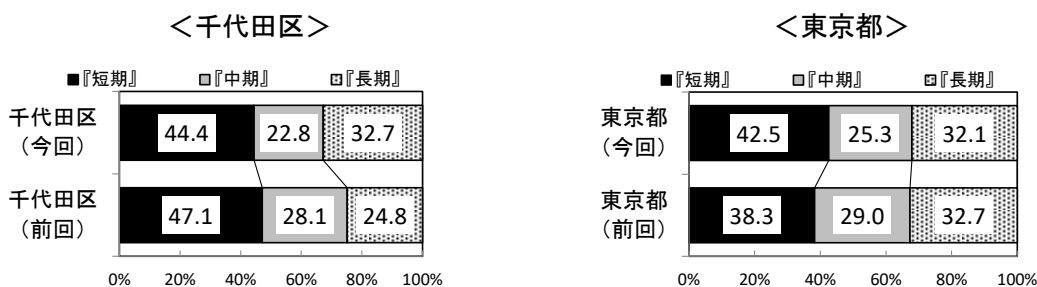 ＜千代田区＞
『短期』 『中期』 『長期』
千代田区
（今回）
44.4 22.8 32.7
千代田区
（前回）
47.1 28.1 24.8
0% 20% 40% 60% 80% 100%
＜東京都＞
『短期』 『中期』 『長期』
東京都
（今回）
42.5 25.3 32.1
東京都
（前回）
38.3 29.0 32.7
0% 20% 40% 60% 80% 100%